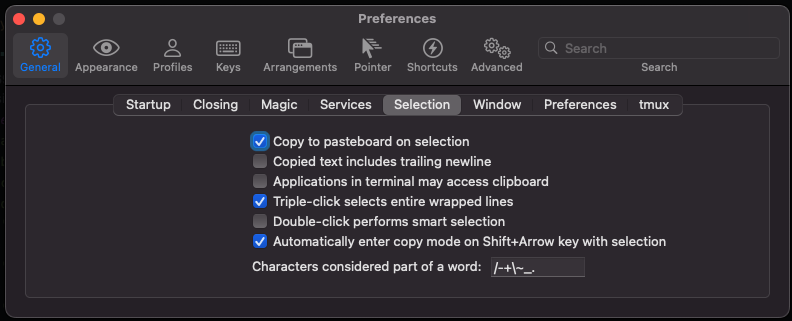 Preferences
General Appearance Profiles Keys Arrangements Pointer Shortcuts Advanced Search
Search
Startup Closing Magic Services Selection Window Preferences tmux
Copy to pasteboard on selection
Copied text includes trailing newline
Applications in terminal may access clipboard
Triple-click selects entire wrapped lines
Double-click performs smart selection
Automatically enter copy mode on Shift+Arrow key with selection
Characters considered part of a word: /-+\~_.